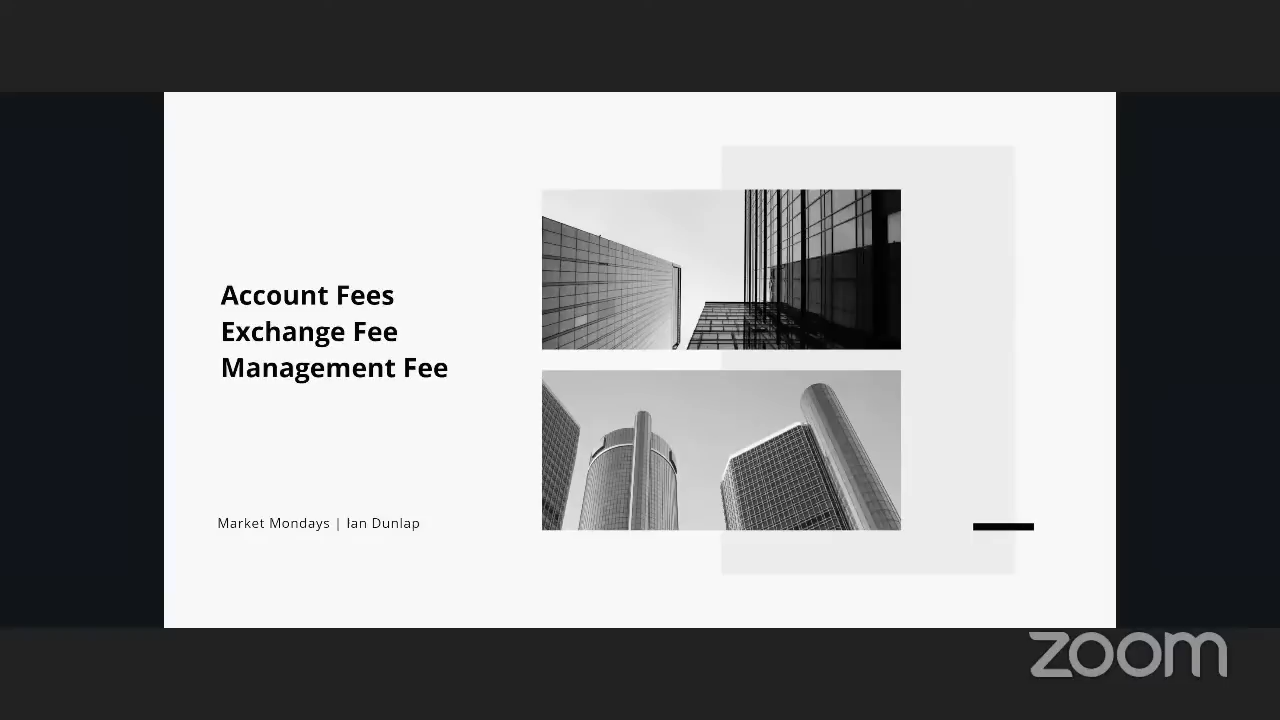 Account Fees
Exchange Fee
Management Fee
Market Mondays | Ian Dunlap
zoom